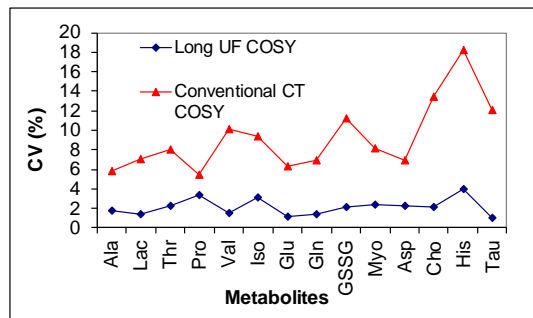 20
18
16
14
12
10
8
6
4
2
0
CV (%)
Long UF COSY
Conventional CT
COSY
Ala
Lac
Thr
Pro
Val
Iso
Glu
Gln
GSSG
Myo
Asp
Cho
His
Tau
Metabolites